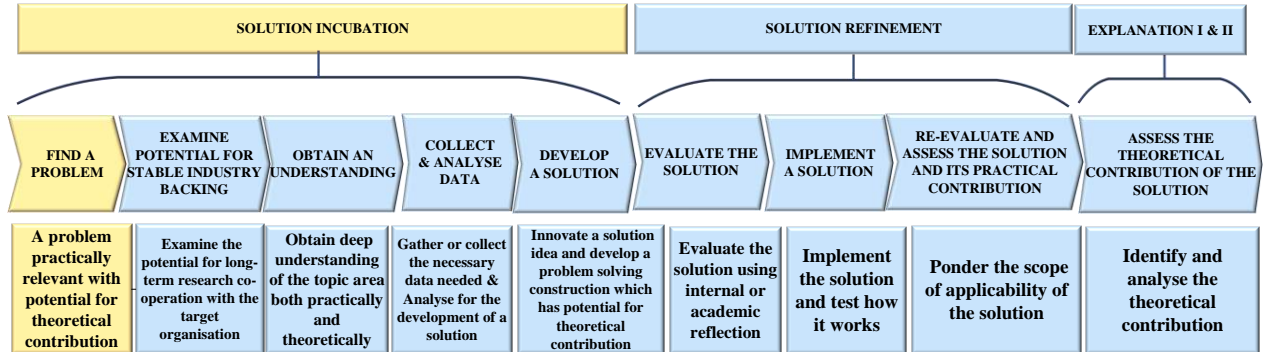 SOLUTION INCUBATION
SOLUTION REFINEMENT
EXPLANATION I & II
FIND A
PROBLEM
EXAMINE
POTENTIAL FOR
STABLE INDUSTRY
BACKING
OBTAIN AN
UNDERSTANDING
COLLECT
& ANALYSE
DATA
DEVELOP
A SOLUTION
EVALUATE THE
SOLUTION
IMPLEMENT
A SOLUTION
RE-EVALUATE AND
ASSESS THE SOLUTION
AND ITS PRACTICAL
CONTRIBUTION
ASSESS THE
THEORETICAL
CONTRIBUTION OF THE
SOLUTION
A problem
practically
relevant with
potential for
theoretical
contribution
Examine the
potential for long-
term research co-
operation with the
target
organisation
Obtain deep
understanding
of the topic area
both practically
and
theoretically
Gather or collect
the necessary
data needed &
Analyse for the
development of a
solution
Innovate a solution
idea and develop a
problem solving
construction which
has potential for
theoretical
contribution
Evaluate the
solution using
internal or
academic
reflection
Implement
the solution
and test how
it works
Ponder the scope
of applicability of
the solution
Identify and
analyse the
theoretical
contribution